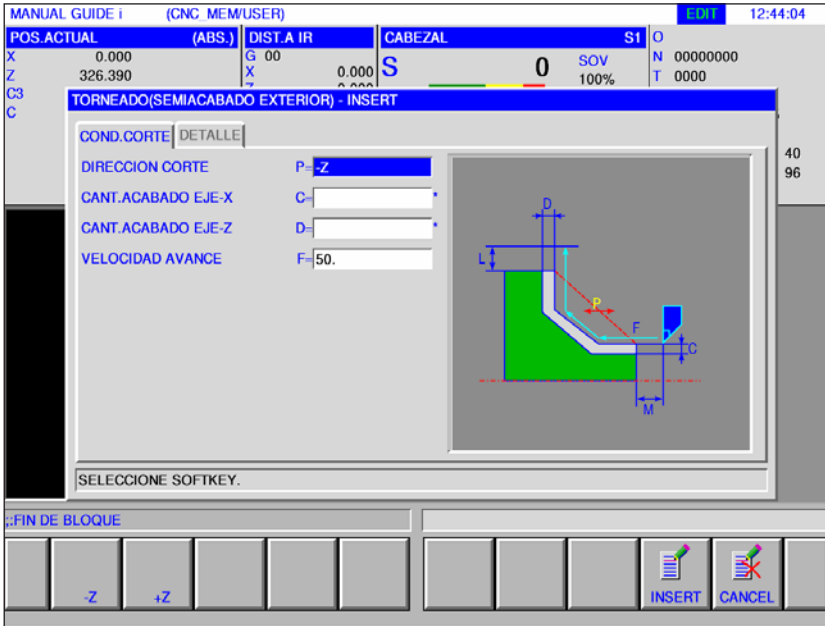 MANUAL GUIDE i (CNC_MEM/USER) EDIT 12:44:04
POS.ACTUAL (ABS.) DIST.A IR CABEZAL S1 O
X 0.000 G 00 N 00000000
Z 326.390 X 0.000 S 0 SOV 100% T 0000
C3
C
TORNEADO(SEMIACABADO EXTERIOR) - INSERT
COND.CORTE DETALLE
40
96
DIRECCION CORTE P=-Z
CANT.ACABADO EJE-X C= *
CANT.ACABADO EJE-Z D= *
VELOCIDAD AVANCE F=50.
D
L
P
F
C
M
SELECCIONE SOFTKEY.
;:FIN DE BLOQUE
-Z +Z INSERT CANCEL